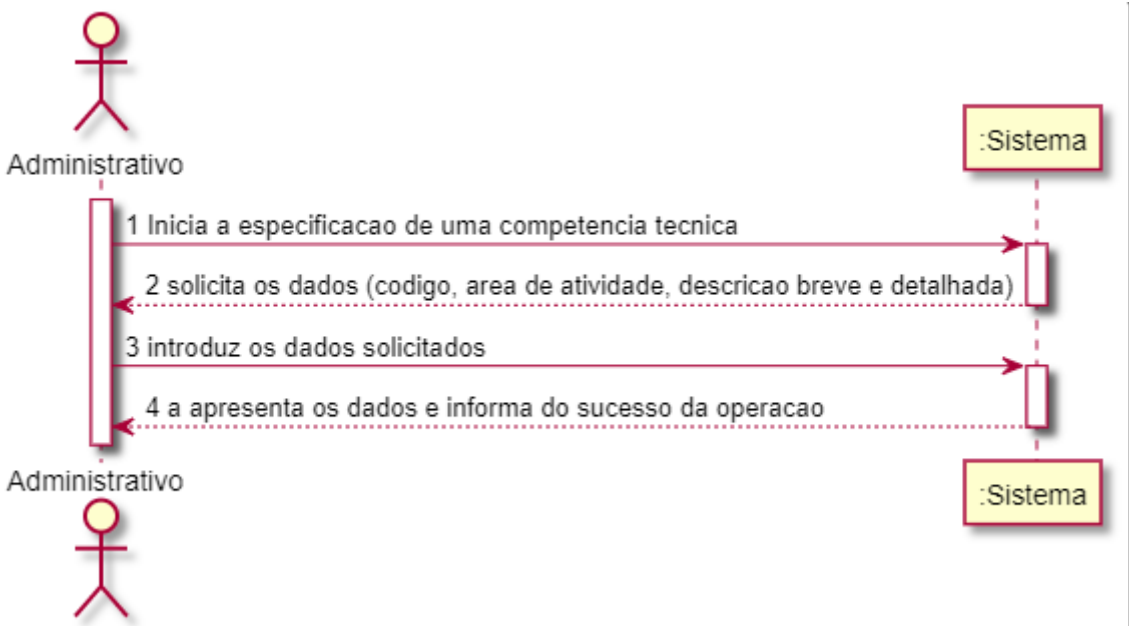 Administrativo
:Sistema
1 Inicia a especificacao de uma competencia tecnica
2 solicita os dados (codigo, area de atividade, descricao breve e detalhada)
3 introduz os dados solicitados
4 a apresenta os dados e informa do sucesso da operacao
Administrativo
:Sistema